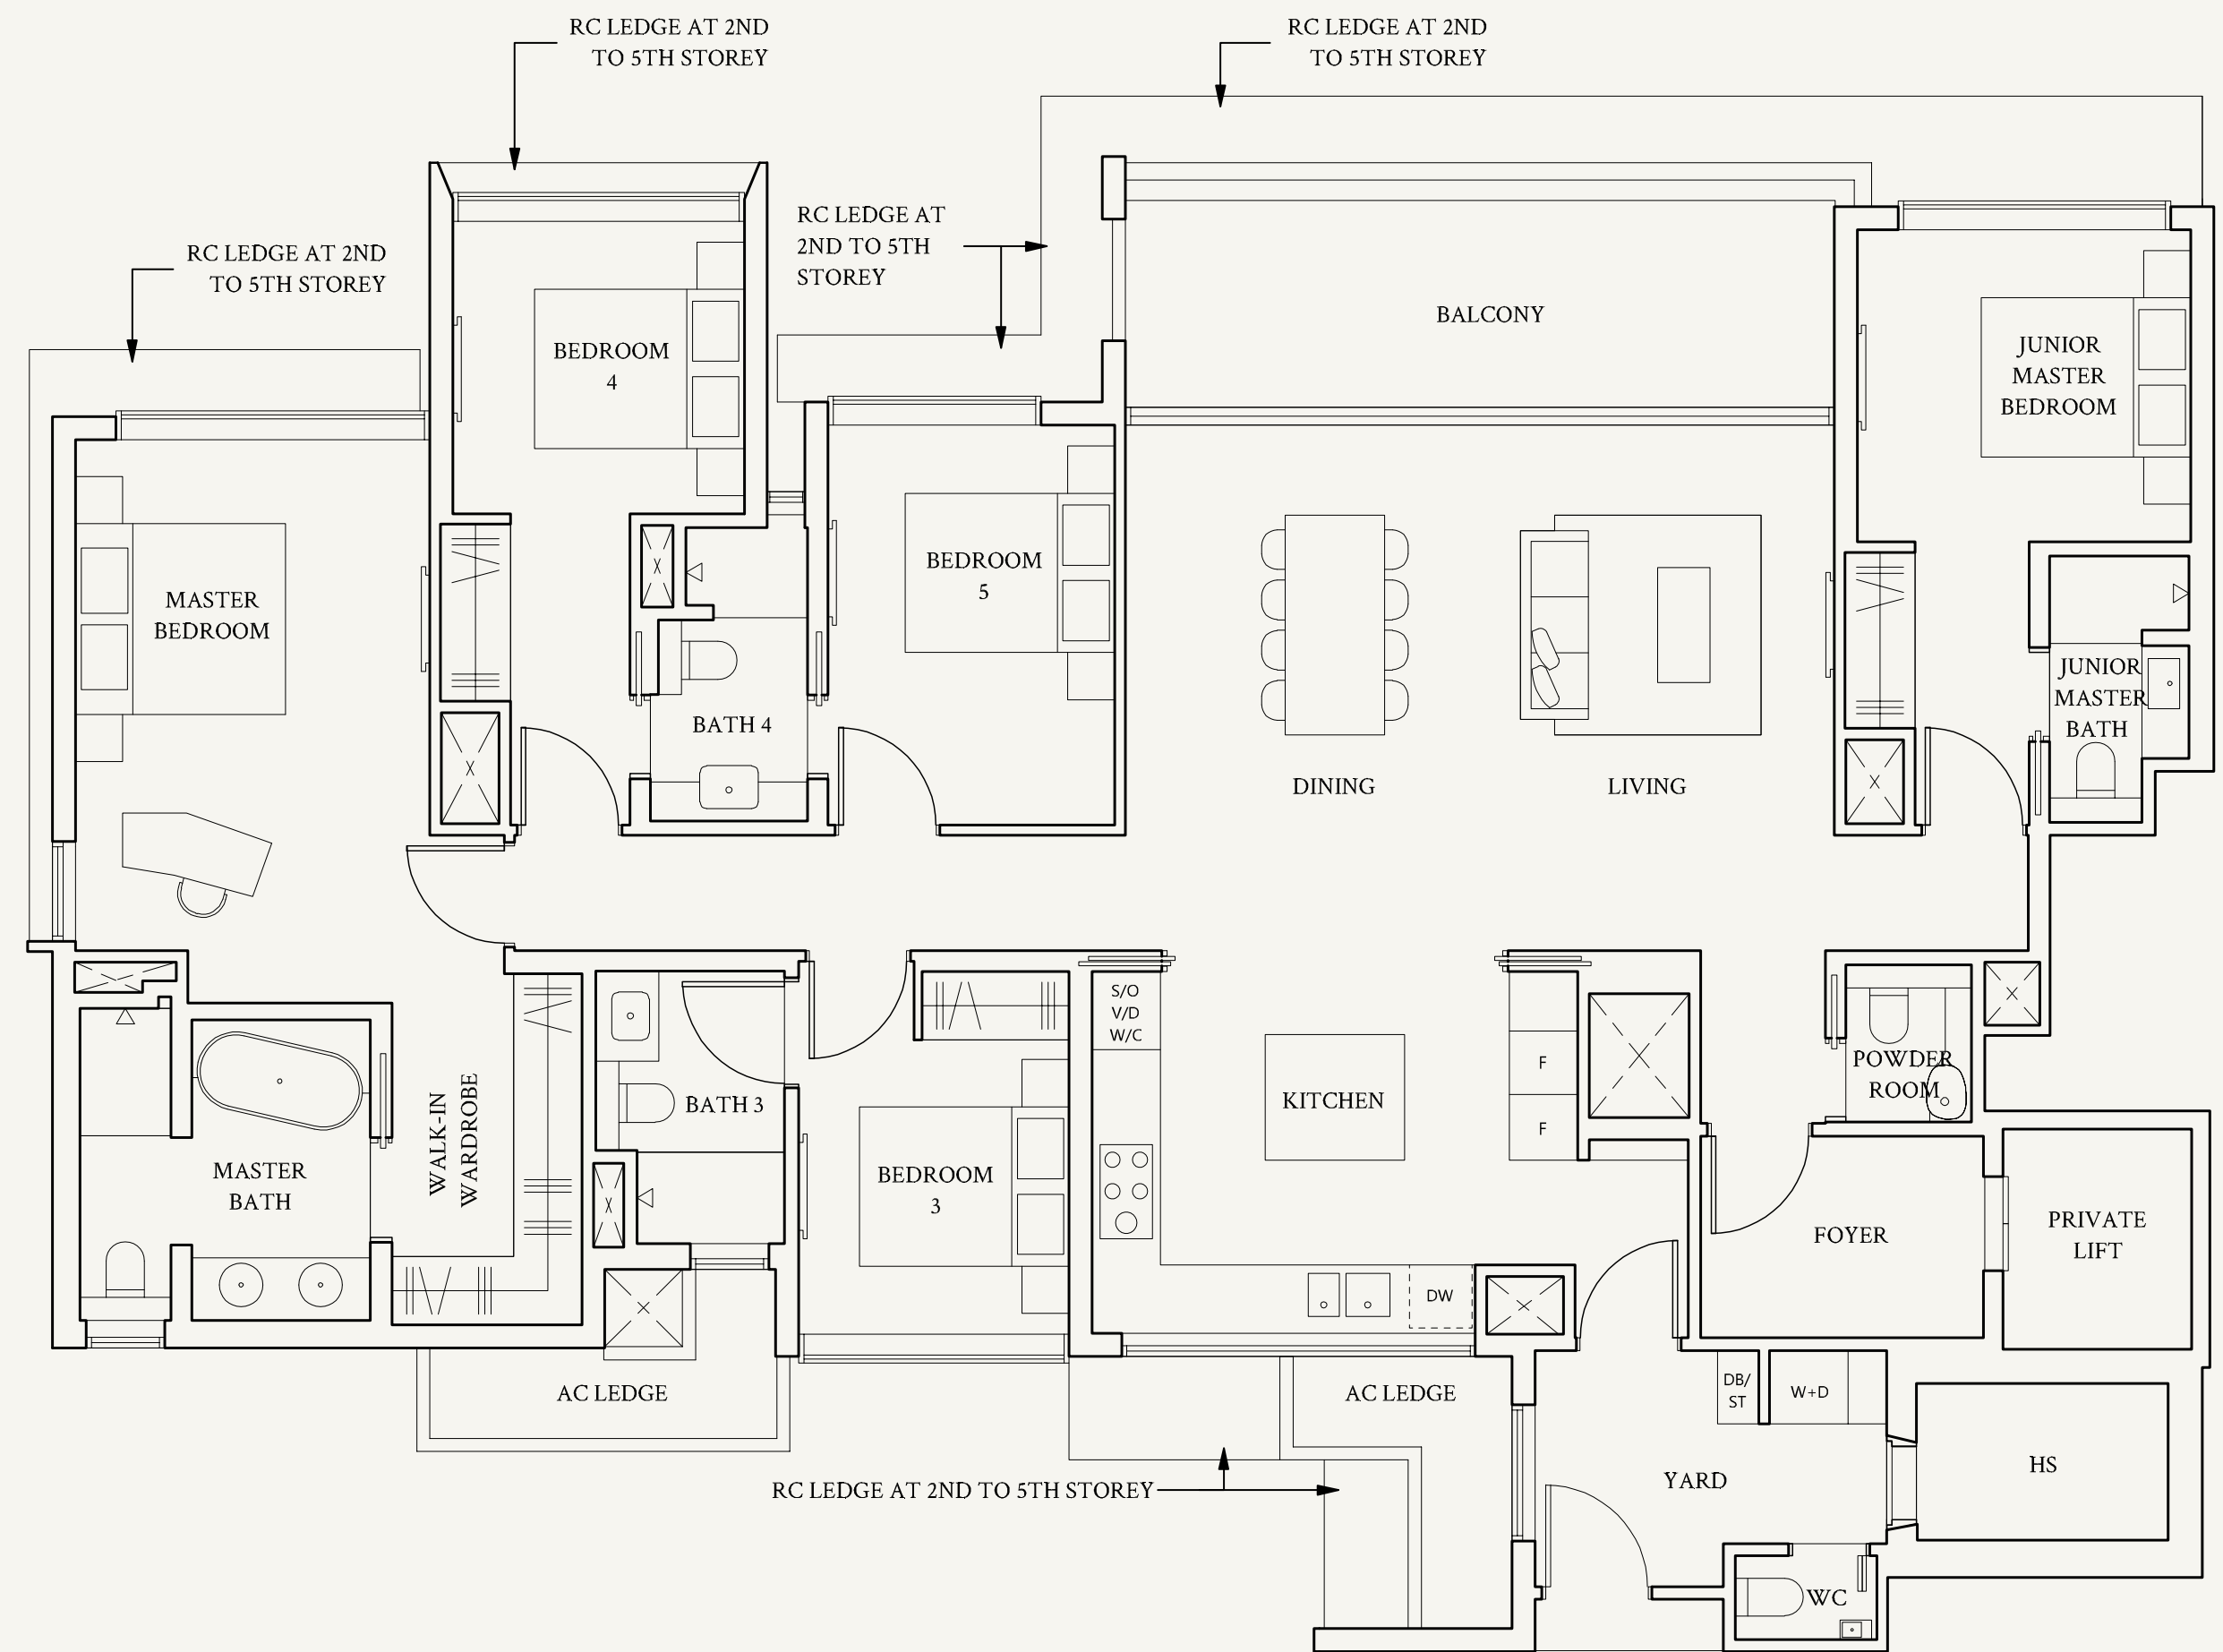 RC LEDGE AT 2ND
TO 5TH STOREY
RC LEDGE AT 2ND
TO 5TH STOREY
RC LEDGE AT
2ND TO 5TH
STOREY
RC LEDGE AT 2ND
TO 5TH STOREY
BALCONY
BEDROOM
4
JUNIOR
MASTER
BEDROOM
MASTER
BEDROOM
BEDROOM
5
JUNIOR
MASTER
BATH
BATH 4
DINING
LIVING
S/O
V/D
W/C
F
F
KITCHEN
POWDER
ROOM
WALK-IN
WARDROBE
BATH 3
MASTER
BATH
BEDROOM
3
FOYER
PRIVATE
LIFT
DW
AC LEDGE
AC LEDGE
DB/
ST
W+D
RC LEDGE AT 2ND TO 5TH STOREY
YARD
HS
WC